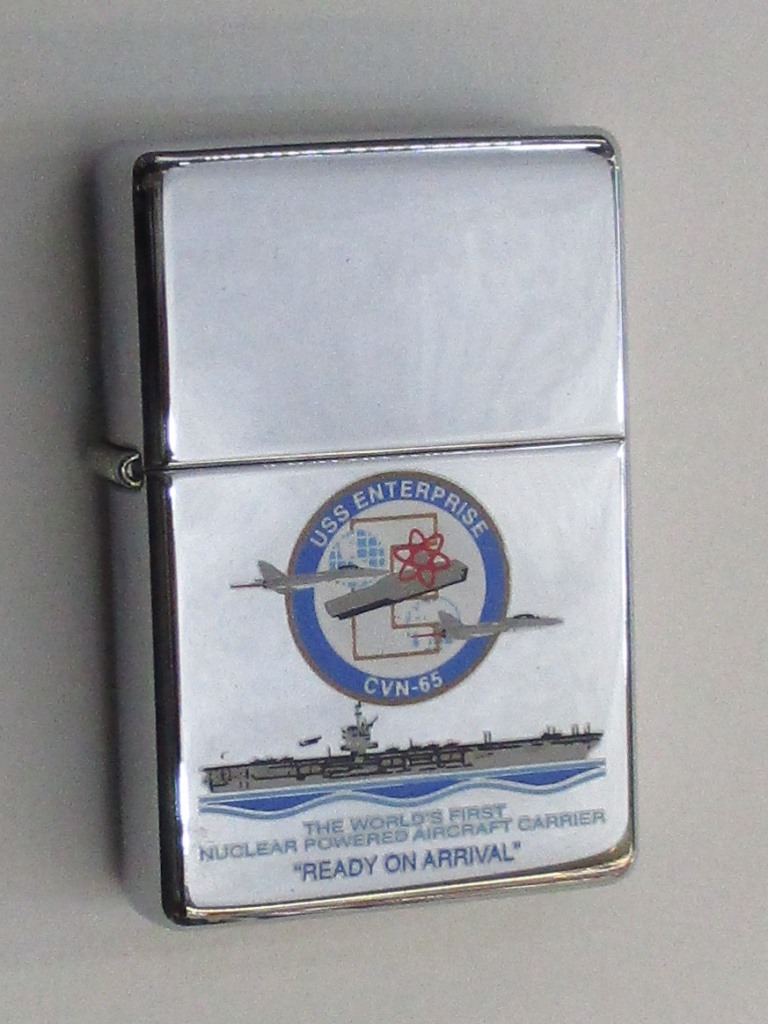 USS ENTERPRISE
CVN-65
THE WORLD'S FIRST
NUCLEAR POWERED AIRCRAFT CARRIER
"READY ON ARRIVAL"